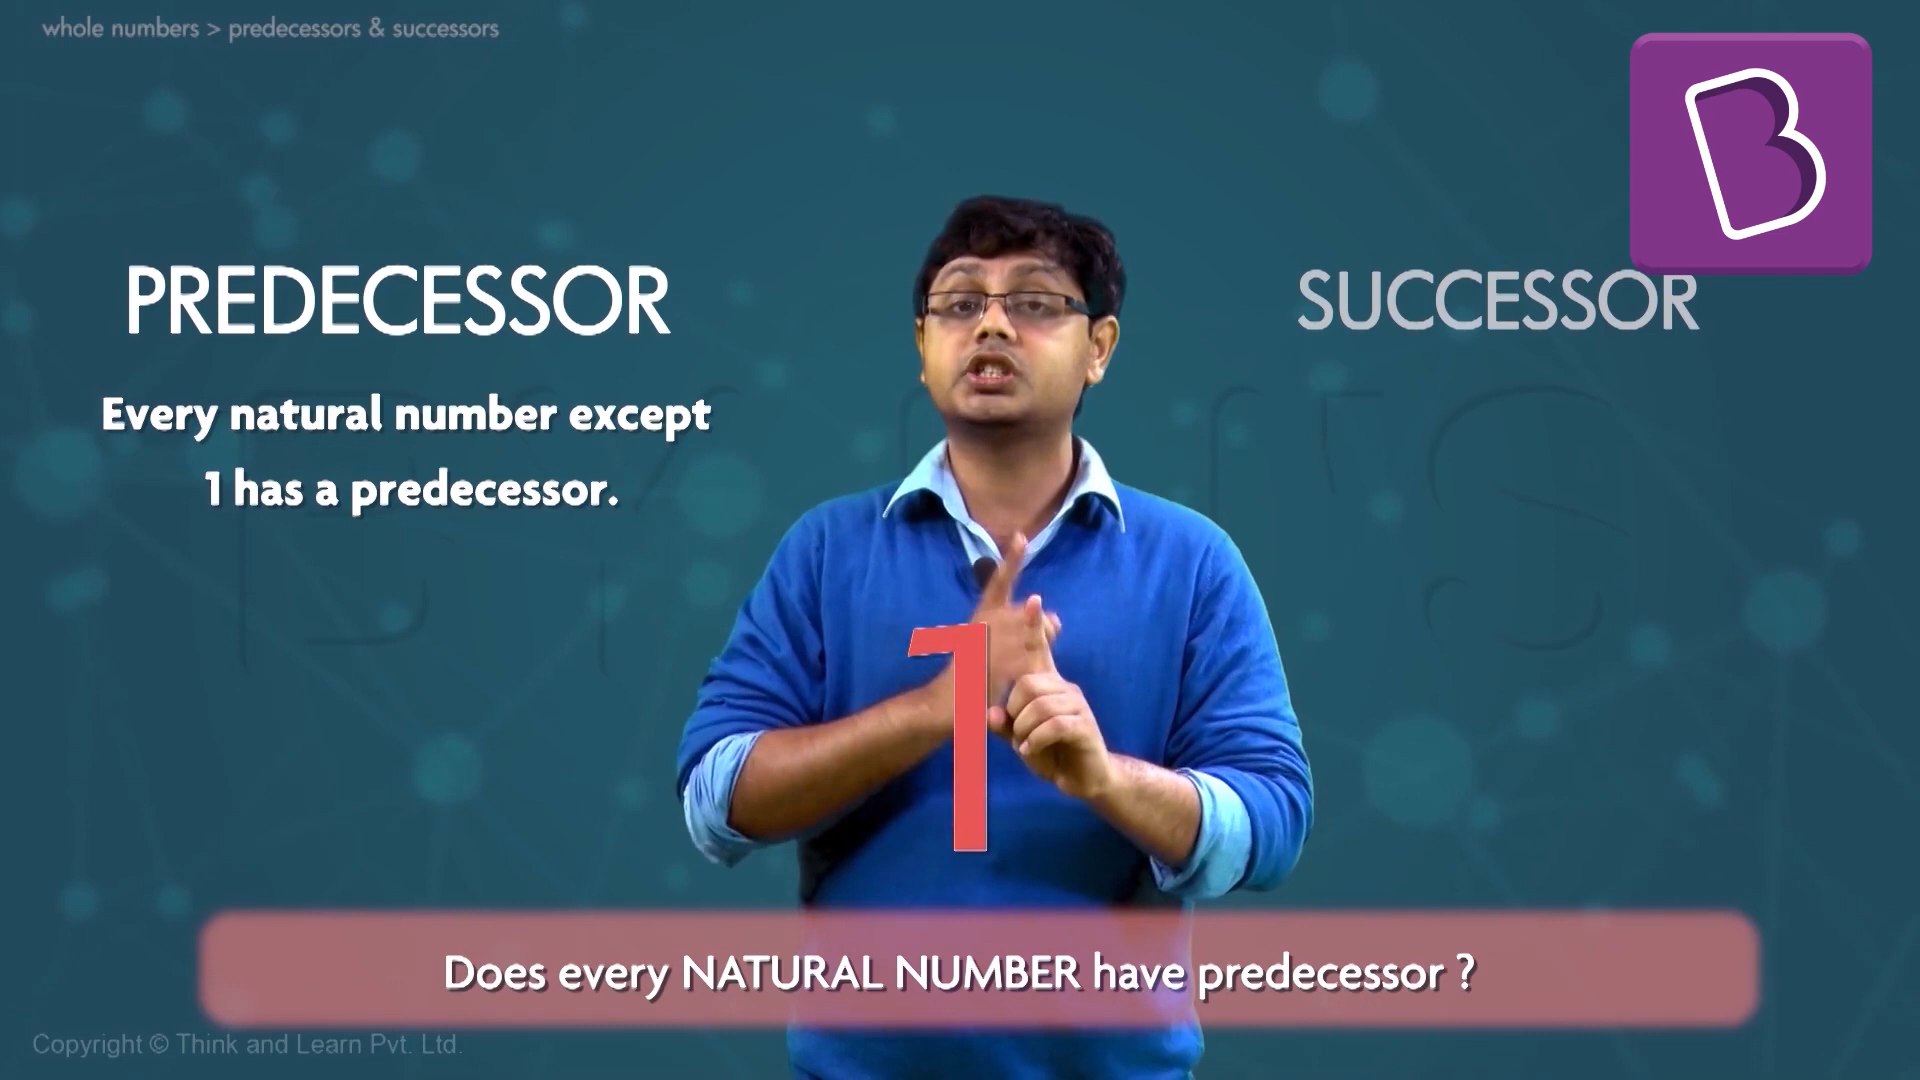 whole numbers > predecessors & successors
B
PREDECESSOR
SUCCESSOR
Every natural number except
1 has a predecessor.
BYJU'S
1
Does every NATURAL NUMBER have predecessor ?
Copyright © Think and Learn Pvt. Ltd.